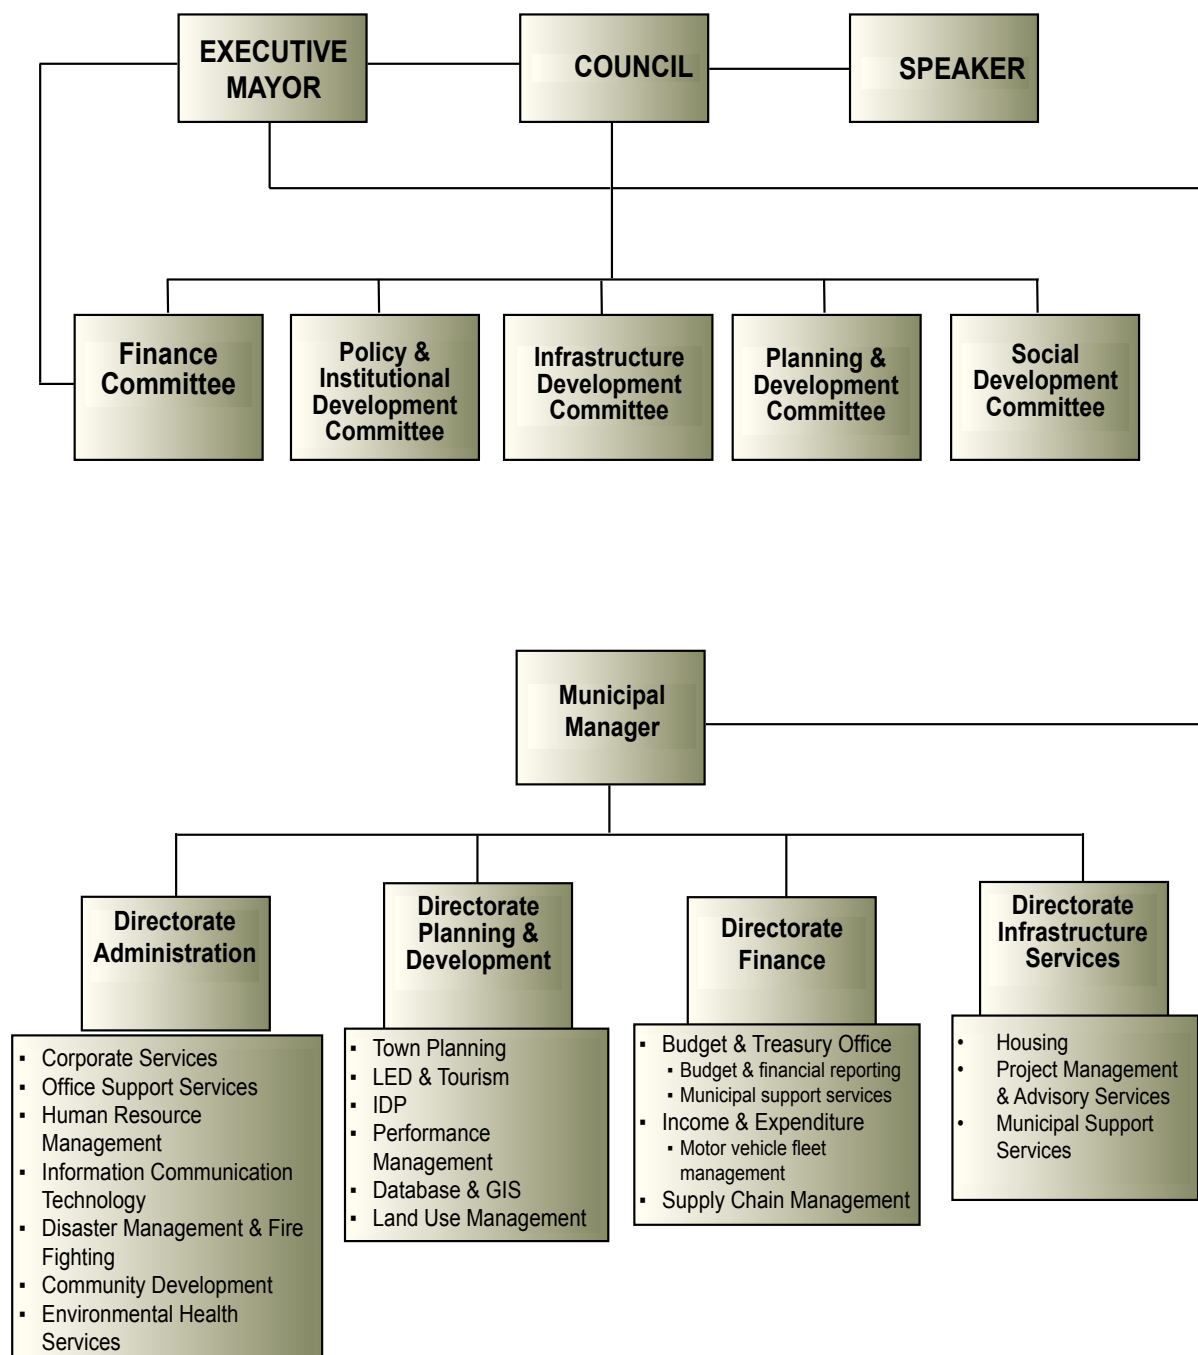 EXECUTIVE
MAYOR
COUNCIL
SPEAKER
Finance
Committee
Policy &
Institutional
Development
Committee
Infrastructure
Development
Committee
Planning &
Development
Committee
Social
Development
Committee
Municipal
Manager
Directorate
Administration
▪ Corporate Services
▪ Office Support Services
▪ Human Resource
Management
▪ Information Communication
Technology
▪ Disaster Management & Fire
Fighting
▪ Community Development
▪ Environmental Health
Services
Directorate
Planning &
Development
▪ Town Planning
▪ LED & Tourism
▪ IDP
▪ Performance
Management
▪ Database & GIS
▪ Land Use Management
Directorate
Finance
▪ Budget & Treasury Office
▪ Budget & financial reporting
▪ Municipal support services
▪ Income & Expenditure
▪ Motor vehicle fleet
management
▪ Supply Chain Management
Directorate
Infrastructure
Services
• Housing
• Project Management
& Advisory Services
• Municipal Support
Services